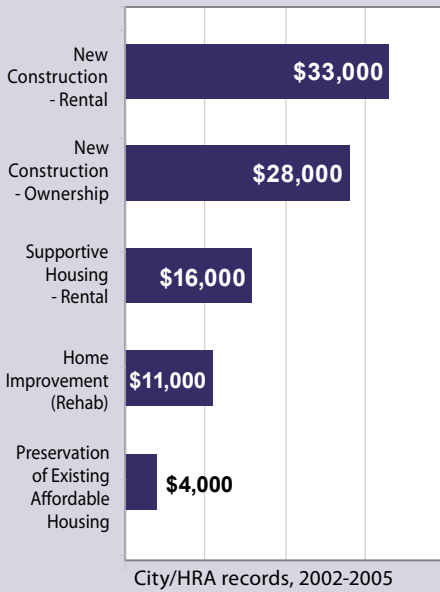 New
Construction
- Rental
$33,000
New
Construction
- Ownership
$28,000
Supportive
Housing
- Rental
$16,000
Home
Improvement
(Rehab)
$11,000
Preservation
of Existing
Affordable
Housing
$4,000
City/HRA records, 2002-2005